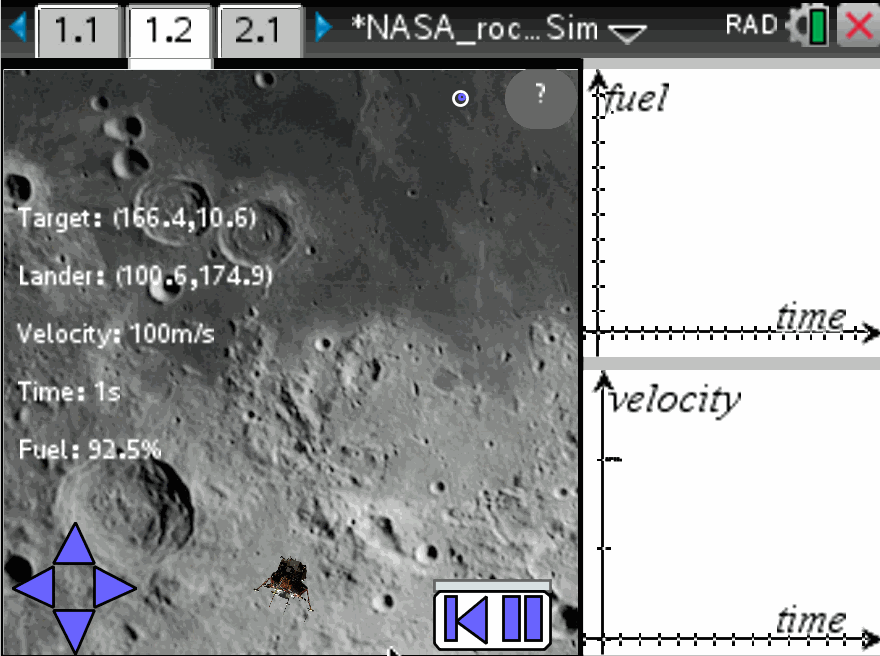 1.1 1.2 2.1 *NASA_roc... Sim RAD
?
Target: (166.4,10.6)
Lander: (100.6,174.9)
Velocity: 100m/s
Time: 1s
Fuel: 92.5%
fuel
time
velocity
time